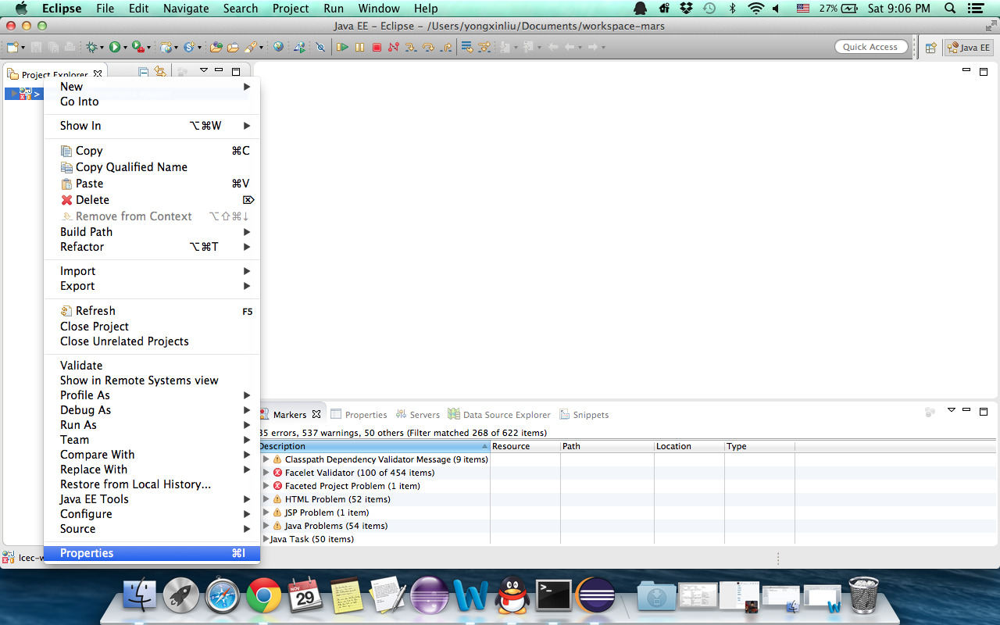 Eclipse File Edit Navigate Search Project Run Window Help 27% Sat 9:06 PM
Java EE - Eclipse - /Users/yongxinliu/Documents/workspace-mars
Quick Access Java EE
Project Explorer
>
New
Go Into
Show In ⌥⌘W
Copy ⌘C
Copy Qualified Name
Paste ⌘V
Delete ⌦
Remove from Context ⌥⇧⌘↓
Build Path
Refactor ⌥⌘T
Import
Export
Refresh F5
Close Project
Close Unrelated Projects
Validate
Show in Remote Systems view
Profile As
Debug As
Run As
Team
Compare With
Replace With
Restore from Local History...
Java EE Tools
Configure
Source
Properties ⌘I
Markers Properties Servers Data Source Explorer Snippets
35 errors, 537 warnings, 50 others (Filter matched 268 of 622 items)
Description Resource Path Location Type
Classpath Dependency Validator Message (9 items)
Facelet Validator (100 of 454 items)
Faceted Project Problem (1 item)
HTML Problem (52 items)
JSP Problem (1 item)
Java Problems (54 items)
Java Task (50 items)
lcec-w
NOV
29